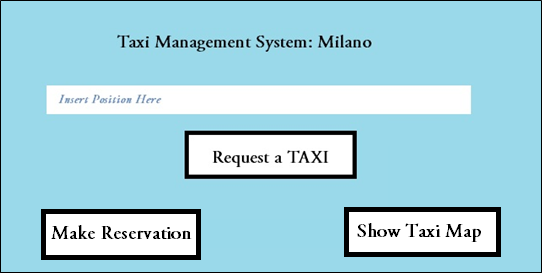 Taxi Management System: Milano
Insert Position Here
Request a TAXI
Make Reservation
Show Taxi Map